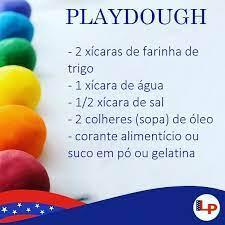 PLAYDOUGH
- 2 xícaras de farinha de
trigo
- 1 xícara de água
- 1/2 xícara de sal
- 2 colheres (sopa) de óleo
- corante alimentício ou
suco em pó ou gelatina
LP